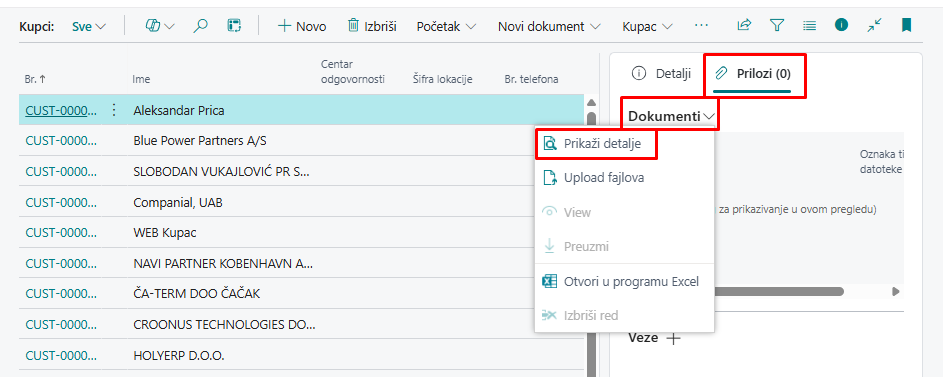 Kupci: Sve + Novo Izbriši Početak Novi dokument Kupac ...
Detalji Prilozi (0)
Br. ↑ Ime Centar odgovornosti Šifra lokacije Br. telefona
Dokumenti
CUST-0000... Aleksandar Prica
CUST-0000... Blue Power Partners A/S
CUST-0000... SLOBODAN VUKAJLOVIĆ PR S...
CUST-0000... Companial, UAB
CUST-0000... WEB Kupac
CUST-0000... NAVI PARTNER KOBENHAVN A...
CUST-0000... ČA-TERM DOO ČAČAK
CUST-0000... CROONUS TECHNOLOGIES DO...
CUST-0000... HOLYERP D.O.O.
Prikaži detalje
Upload fajlova
View
Preuzmi
Otvori u programu Excel
Izbriši red
Oznaka ti
datoteke
za prikazivanje u ovom pregledu)
Veze +